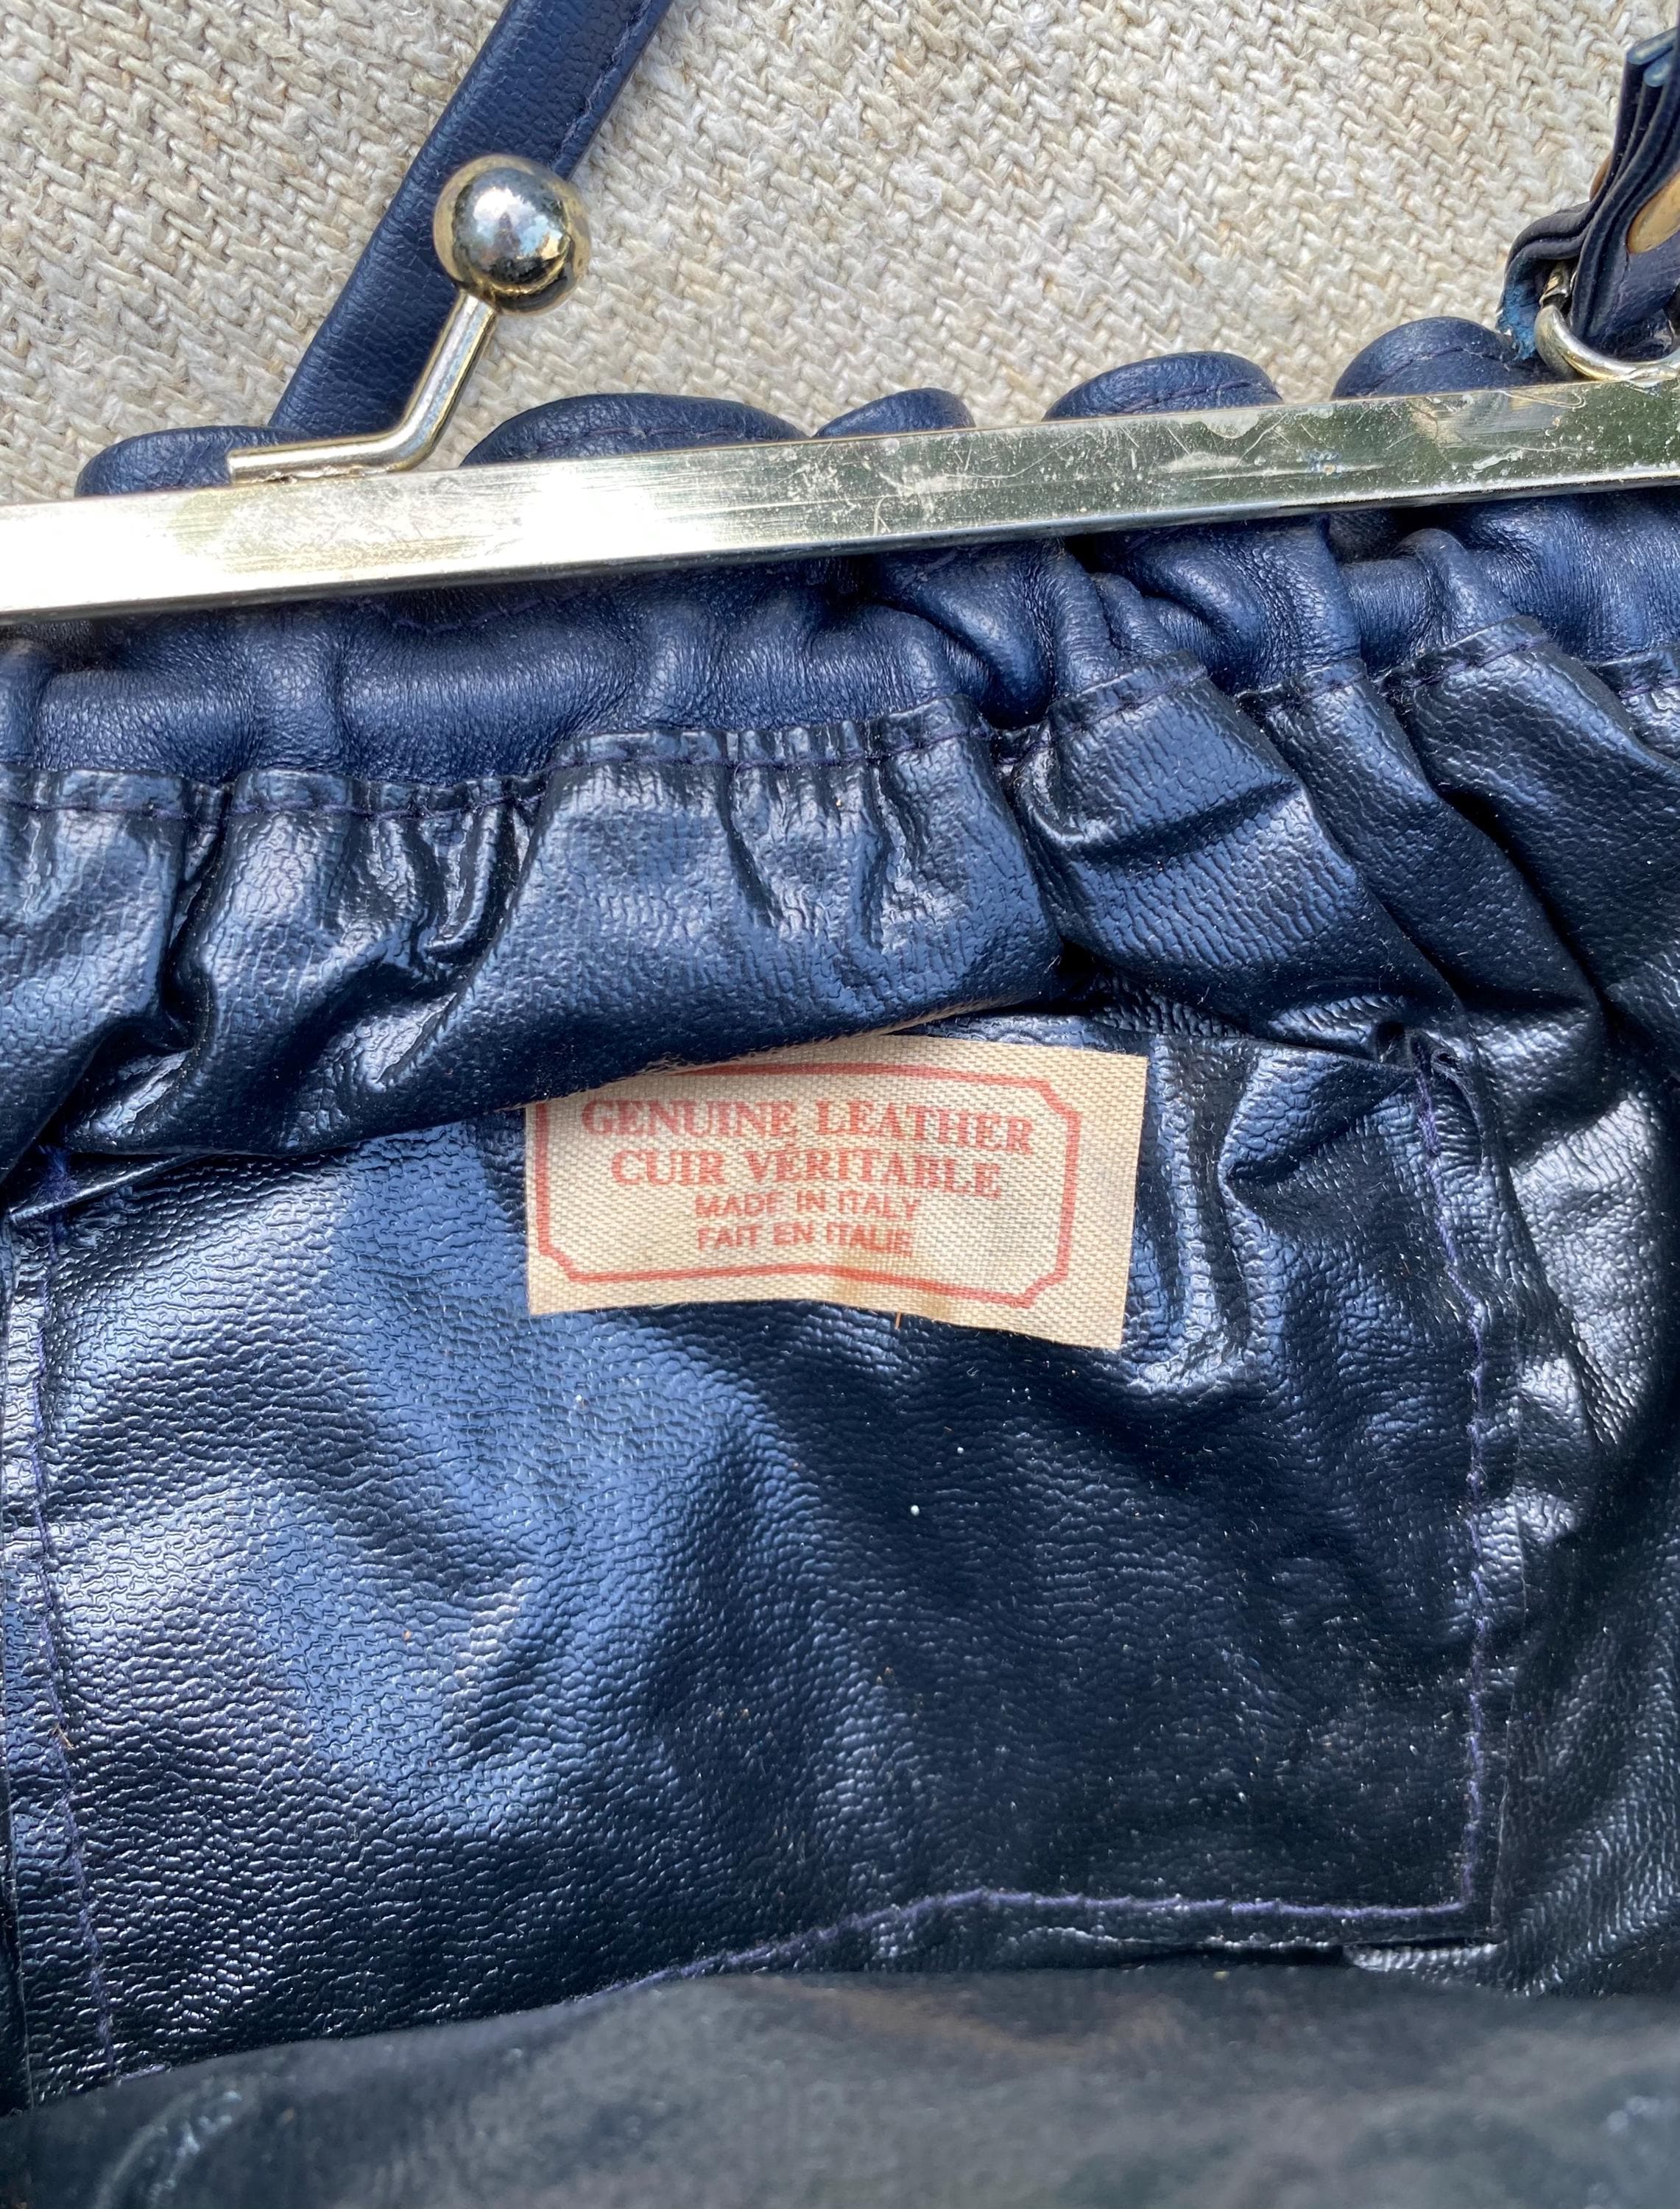 GENUINE LEATHER
CUIR VÉRITABLE
MADE IN ITALY
FAIT EN ITALIE